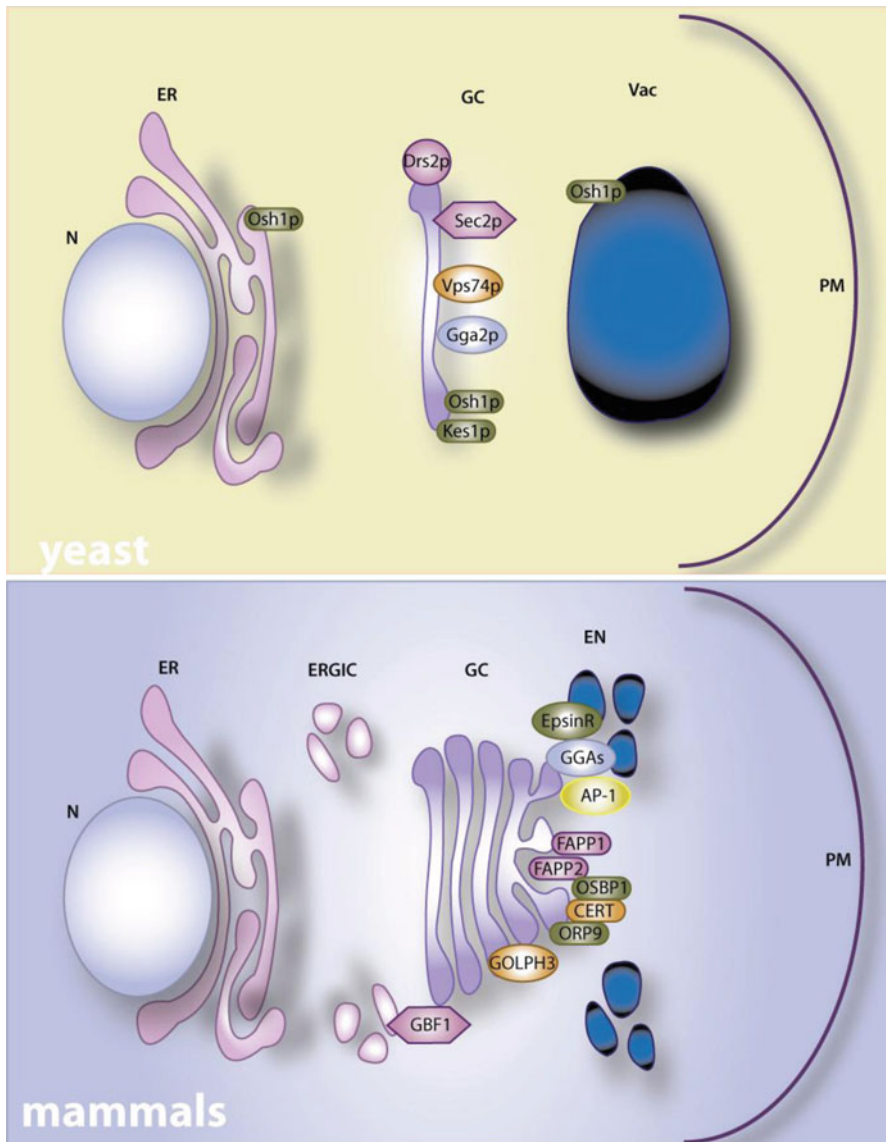 ER
GC
Vac
Drs2p
Osh1p
Sec2p
Osh1p
N
Vps74p
PM
Gga2p
Osh1p
Kes1p
yeast
EN
ER
ERGIC
GC
EpsinR
GGAs
AP-1
N
FAPP1
FAPP2
PM
OSBP1
CERT
ORP9
GOLPH3
GBF1
mammals